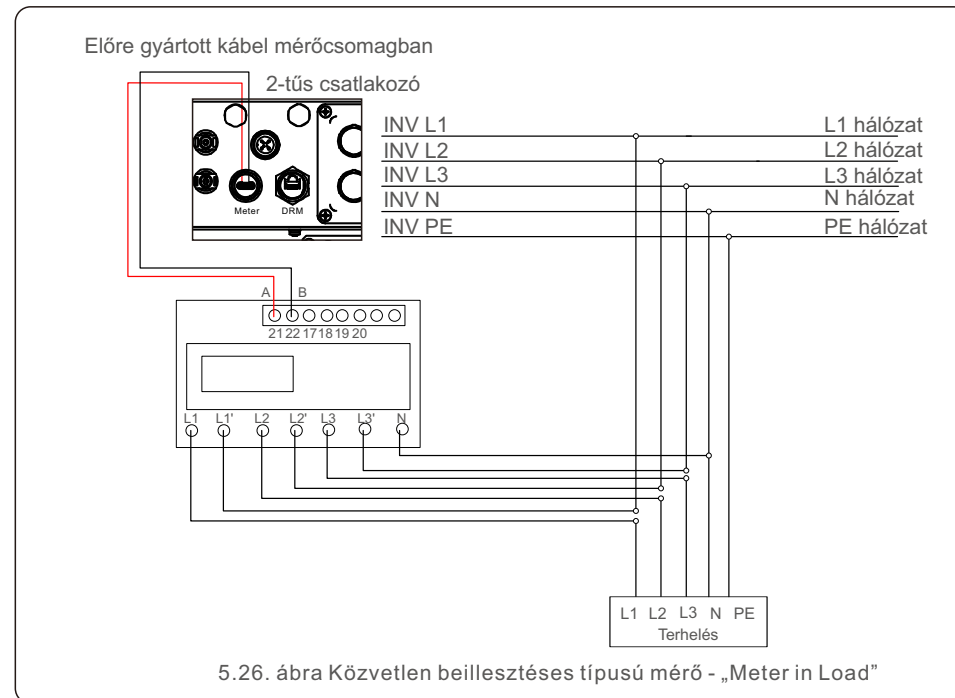 Előre gyártott kábel mérőcsomagban
2-tűs csatlakozó
INV L1 L1 hálózat
INV L2 L2 hálózat
INV L3 L3 hálózat
INV N N hálózat
INV PE PE hálózat
Meter DRM
A B
21 22 17 18 19 20
L1 L1' L2 L2' L3 L3' N
L1 L2 L3 N PE
Terhelés
5.26. ábra Közvetlen beillesztéses típusú mérő - „Meter in Load”